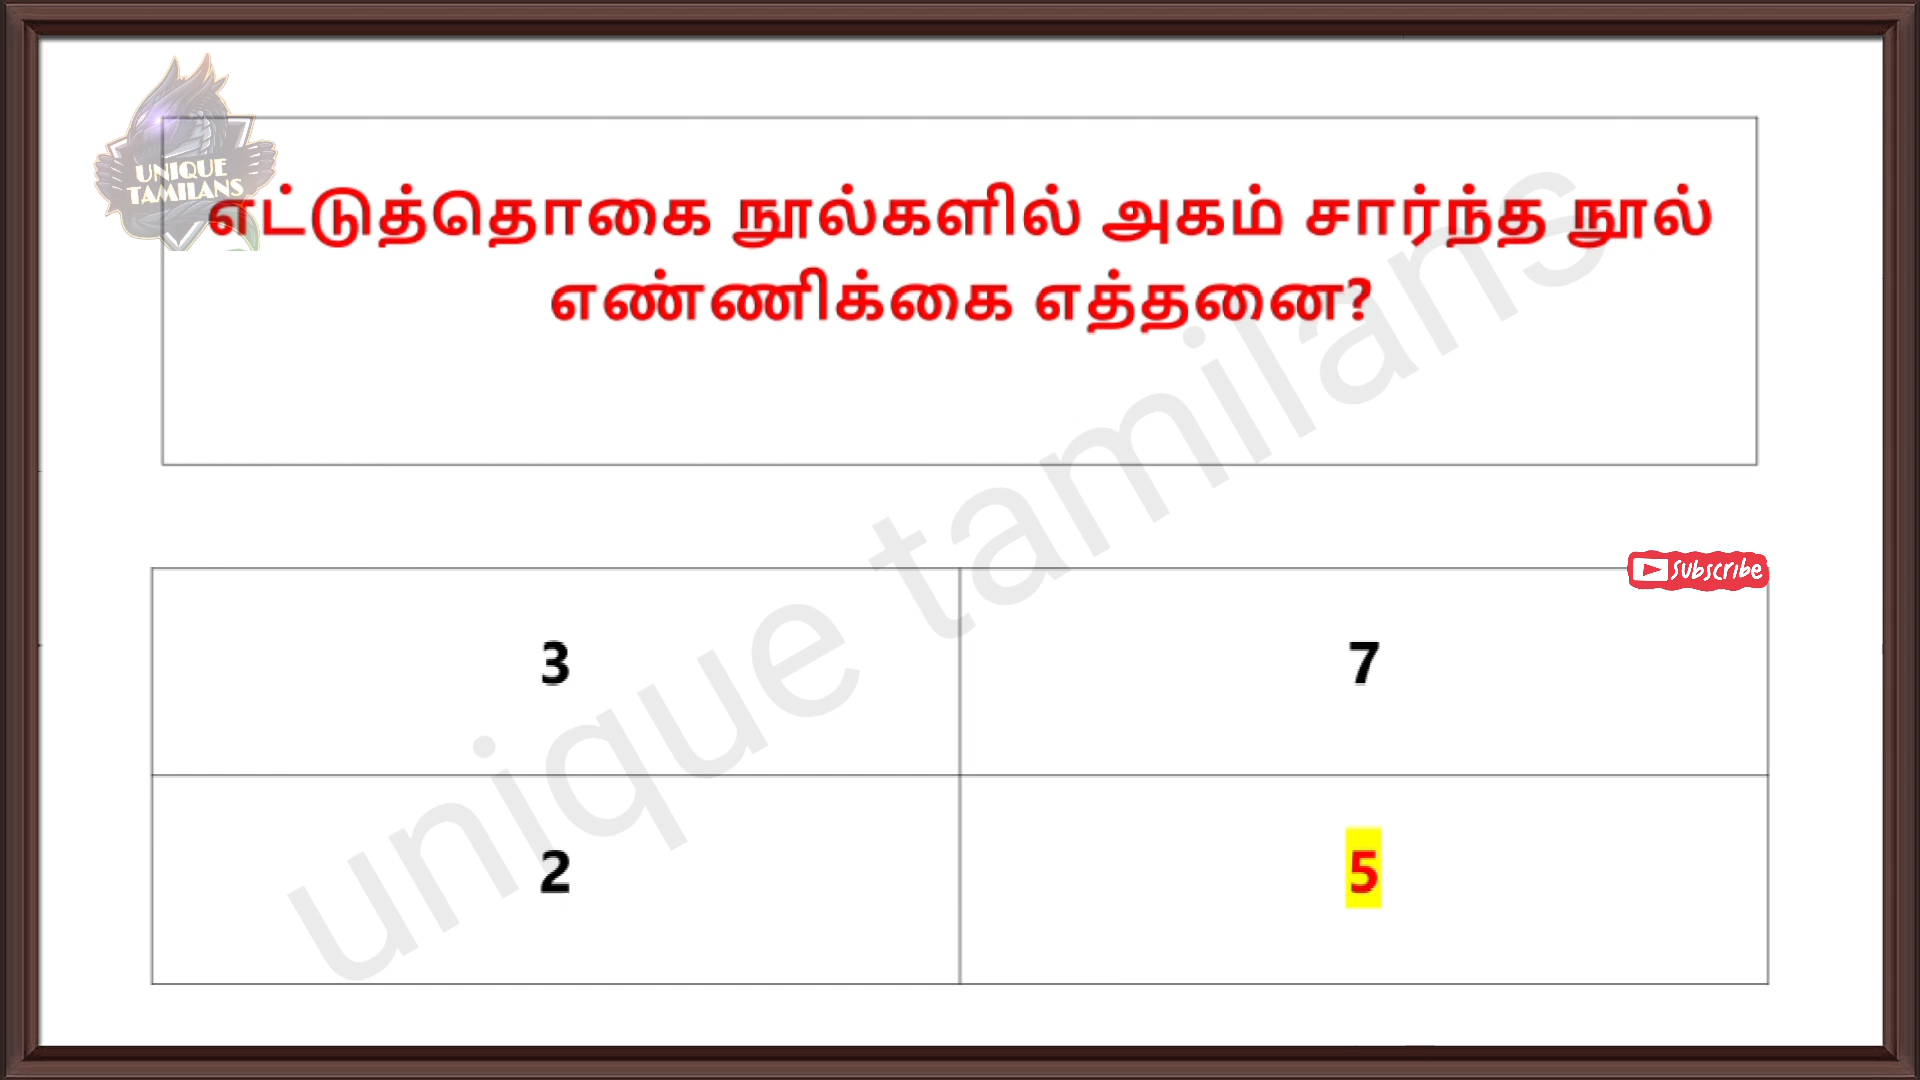 UNIQUE
TAMILANS
எட்டுத்தொகை நூல்களில் அகம் சார்ந்த நூல்
எண்ணிக்கை எத்தனை?
Subscribe
3
7
2
5
unique tamilans